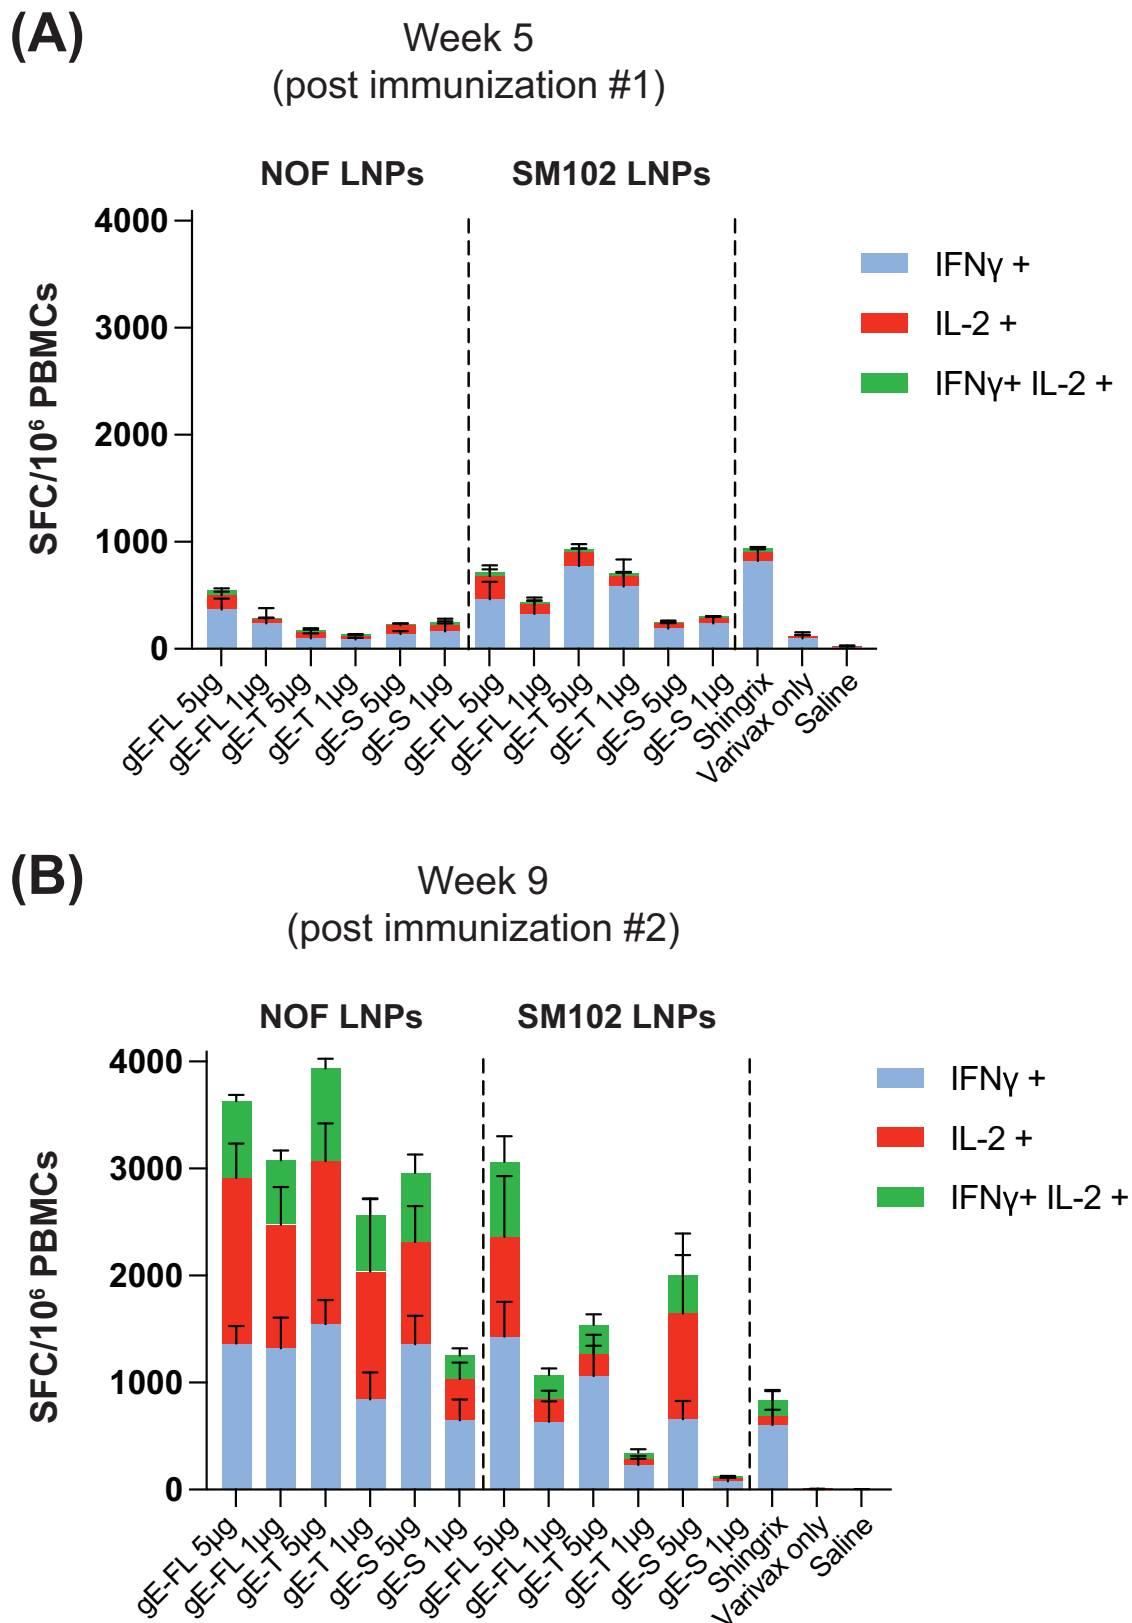 (A)
Week 5
(post immunization #1)
NOF LNPs
SM102 LNPs
4000
3000
2000
1000
0
SFC/10⁶ PBMCs
IFNγ +
IL-2 +
IFNγ+ IL-2 +
gE-FL 5µg
gE-FL 1µg
gE-T 5µg
gE-T 1µg
gE-S 5µg
gE-S 1µg
gE-FL 5µg
gE-FL 1µg
gE-T 5µg
gE-T 1µg
gE-S 5µg
gE-S 1µg
Shingrix
Varivax only
Saline
(B)
Week 9
(post immunization #2)
NOF LNPs
SM102 LNPs
4000
3000
2000
1000
0
SFC/10⁶ PBMCs
IFNγ +
IL-2 +
IFNγ+ IL-2 +
gE-FL 5µg
gE-FL 1µg
gE-T 5µg
gE-T 1µg
gE-S 5µg
gE-S 1µg
gE-FL 5µg
gE-FL 1µg
gE-T 5µg
gE-T 1µg
gE-S 5µg
gE-S 1µg
Shingrix
Varivax only
Saline